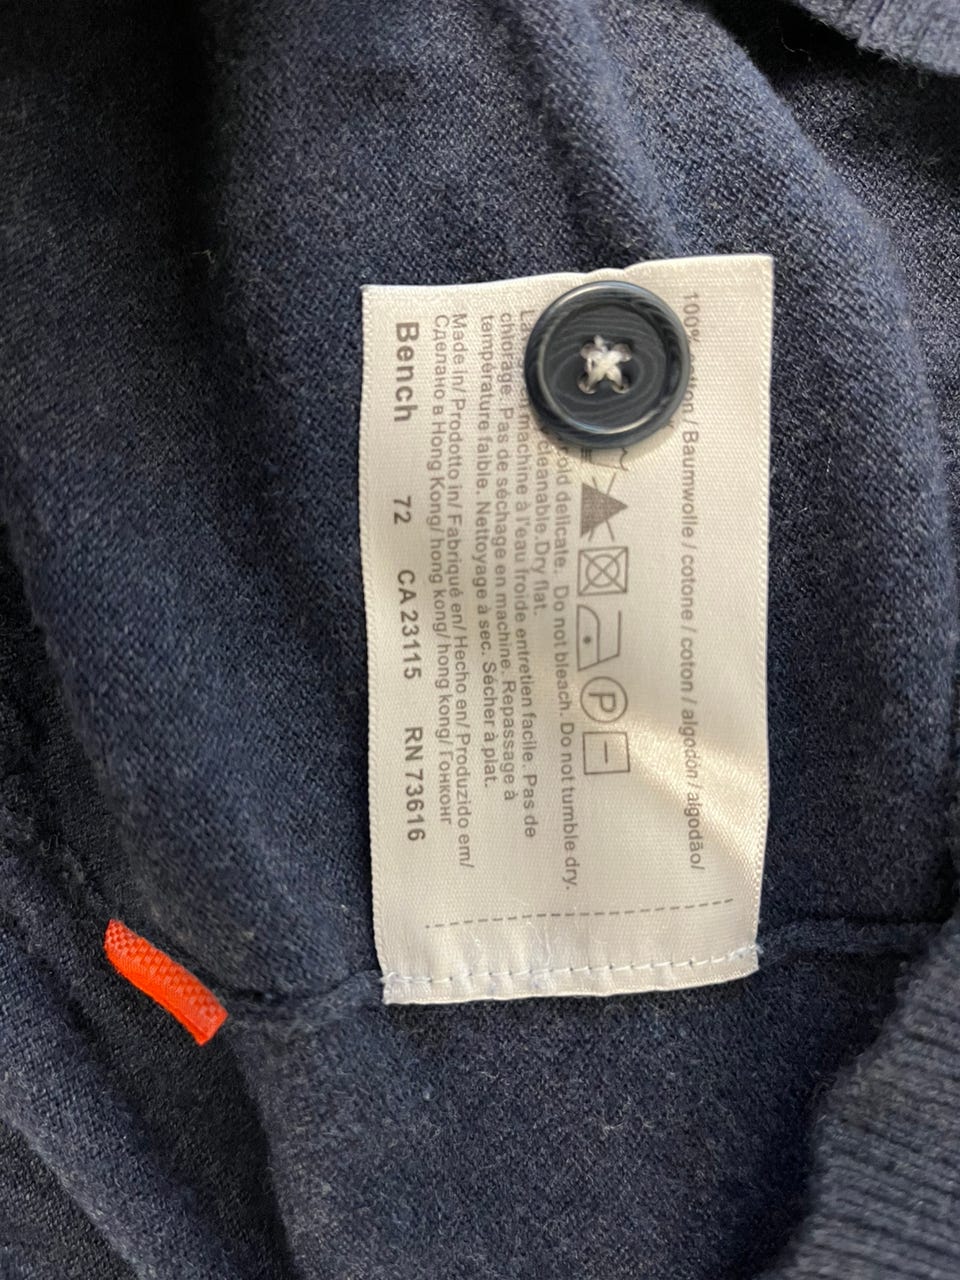 100% cotton / Baumwolle / cotone / coton / algodón / algodão/
P
cold delicate. Do not bleach. Do not tumble dry.
cleanable. Dry flat.
machine à l'eau froide entretien facile. Pas de
chlorage. Pas de séchage en machine. Repassage à
température faible. Nettoyage à sec. Sécher à plat.
Made in/ Prodotto in/ Fabriqué en/ Hecho en/ Produzido em/
Сделано в Hong Kong/ hong kong/ hong kong/ Гонконг
Bench 72 CA 23115 RN 73616